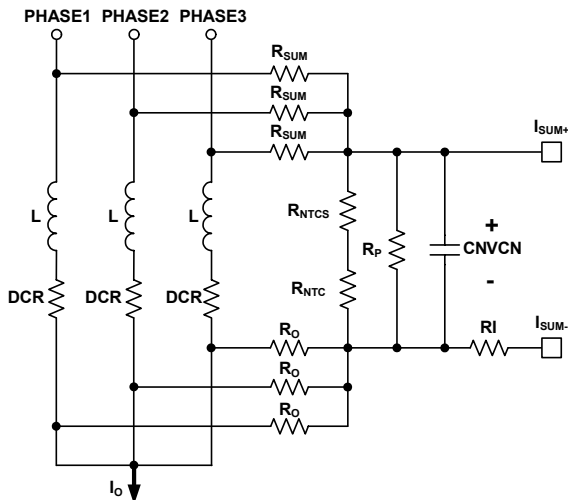 PHASE1 PHASE2 PHASE3
RSUM
RSUM
RSUM
ISUM+
L L L
RNTCS
RP
CNVCN
+
-
RNTC
DCR DCR DCR
RO
RI
ISUM-
RO
RO
IO